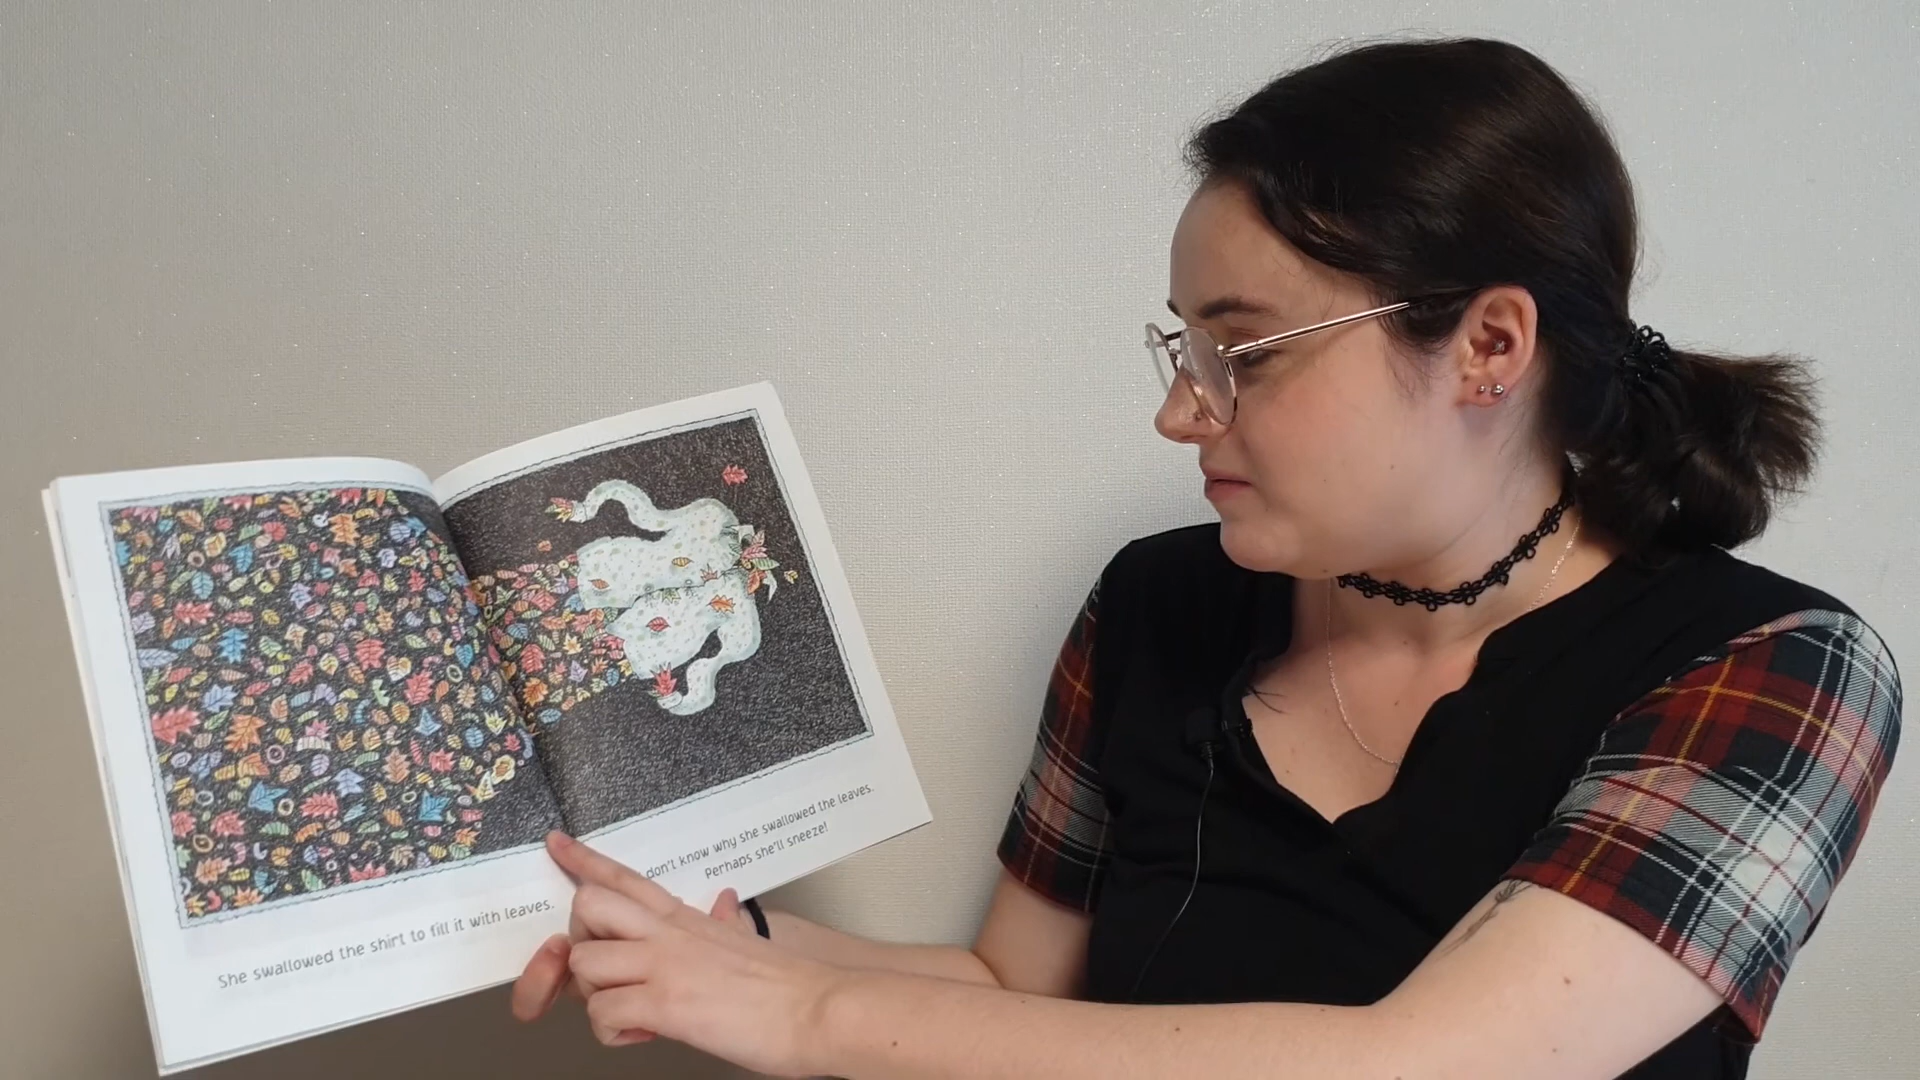 She swallowed the shirt to fill it with leaves.
don't know why she swallowed the leaves.
Perhaps she'll sneeze!